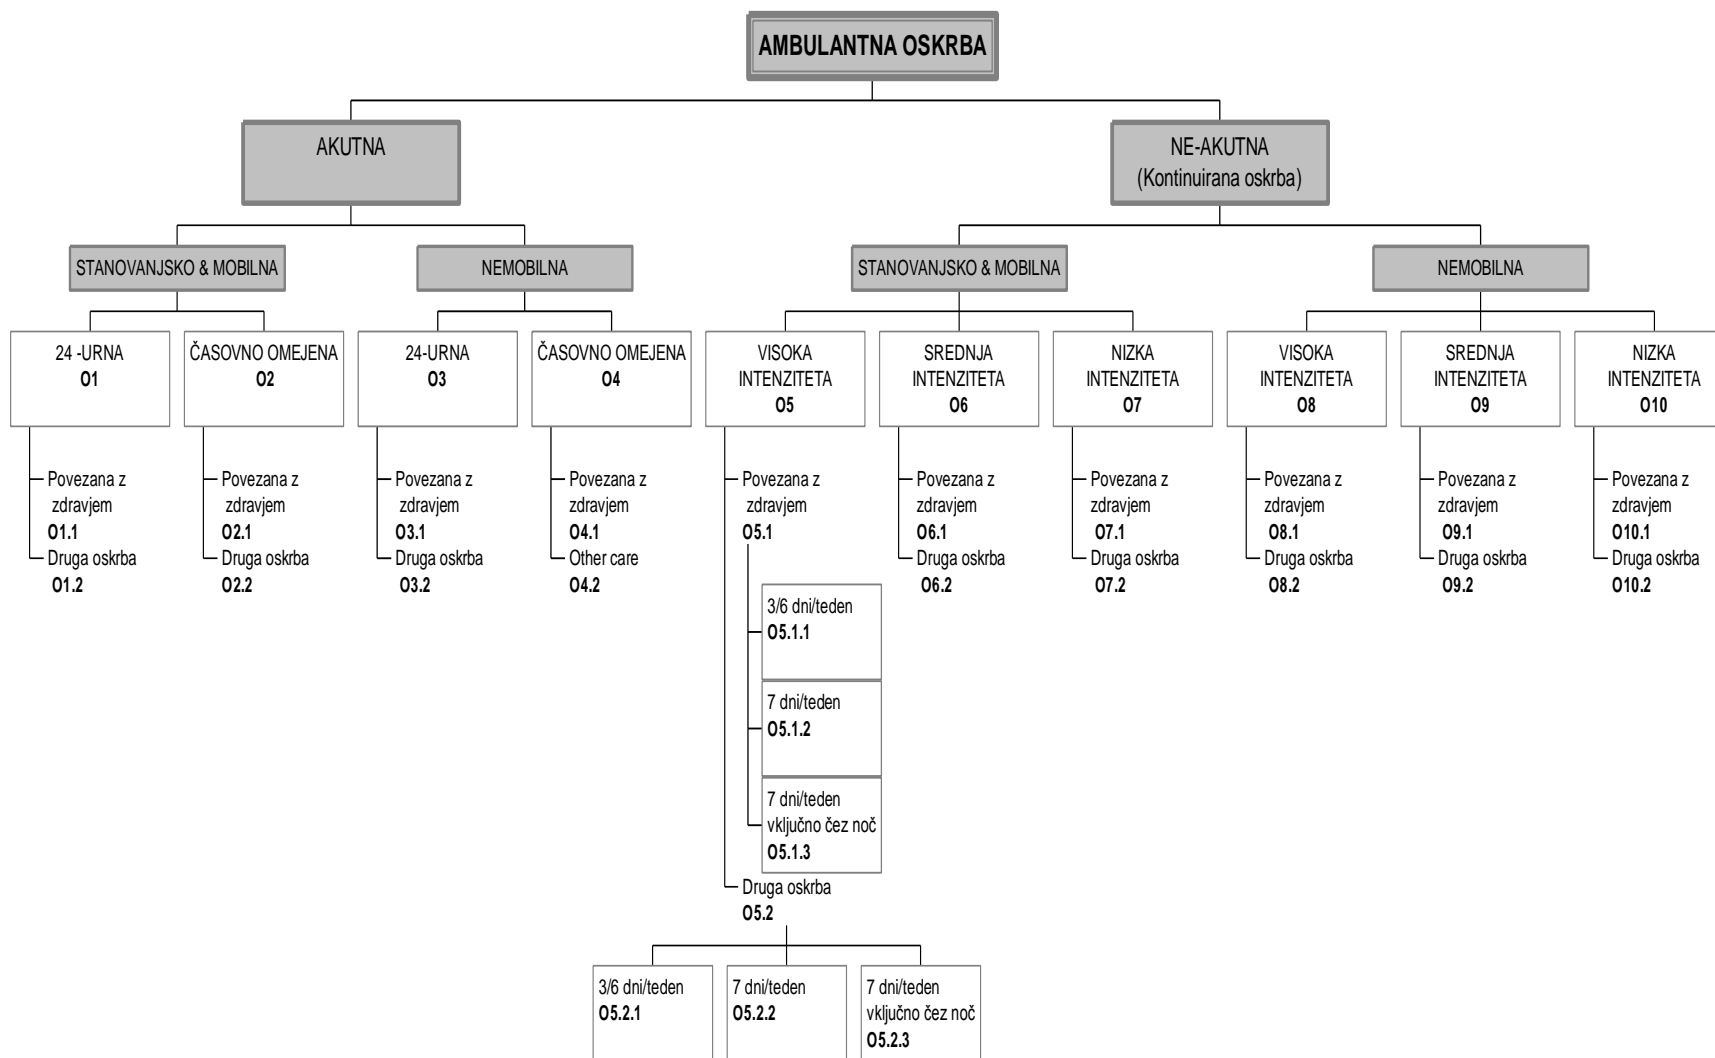 AMBULANTNA OSKRBA
AKUTNA
NE-AKUTNA
(Kontinuirana oskrba)
STANOVANJSKO & MOBILNA
NEMOBILNA
STANOVANJSKO & MOBILNA
NEMOBILNA
24 -URNA
O1
ČASOVNO OMEJENA
O2
24-URNA
O3
ČASOVNO OMEJENA
O4
VISOKA
INTENZITETA
O5
SREDNJA
INTENZITETA
O6
NIZKA
INTENZITETA
O7
VISOKA
INTENZITETA
O8
SREDNJA
INTENZITETA
O9
NIZKA
INTENZITETA
O10
Povezana z
zdravjem
O1.1
Druga oskrba
O1.2
Povezana z
zdravjem
O2.1
Druga oskrba
O2.2
Povezana z
zdravjem
O3.1
Druga oskrba
O3.2
Povezana z
zdravjem
O4.1
Other care
O4.2
Povezana z
zdravjem
O5.1
3/6 dni/teden
O5.1.1
7 dni/teden
O5.1.2
7 dni/teden
vključno čez noč
O5.1.3
Druga oskrba
O5.2
3/6 dni/teden
O5.2.1
7 dni/teden
O5.2.2
7 dni/teden
vključno čez noč
O5.2.3
Povezana z
zdravjem
O6.1
Druga oskrba
O6.2
Povezana z
zdravjem
O7.1
Druga oskrba
O7.2
Povezana z
zdravjem
O8.1
Druga oskrba
O8.2
Povezana z
zdravjem
O9.1
Druga oskrba
O9.2
Povezana z
zdravjem
O10.1
Druga oskrba
O10.2